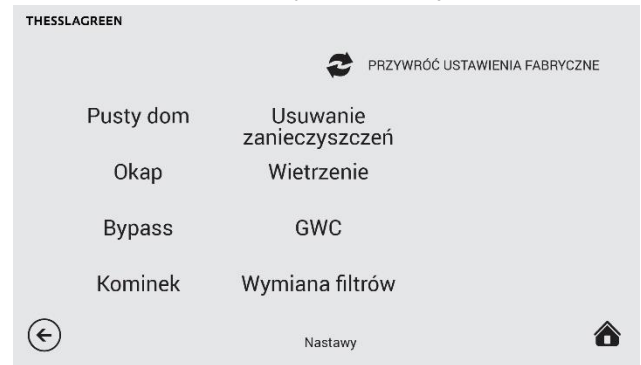 THESSLAGREEN
PRZYWRÓĆ USTAWIENIA FABRYCZNE
Pusty dom
Usuwanie
zanieczyszczeń
Okap
Wietrzenie
Bypass
GWC
Kominek
Wymiana filtrów
Nastawy